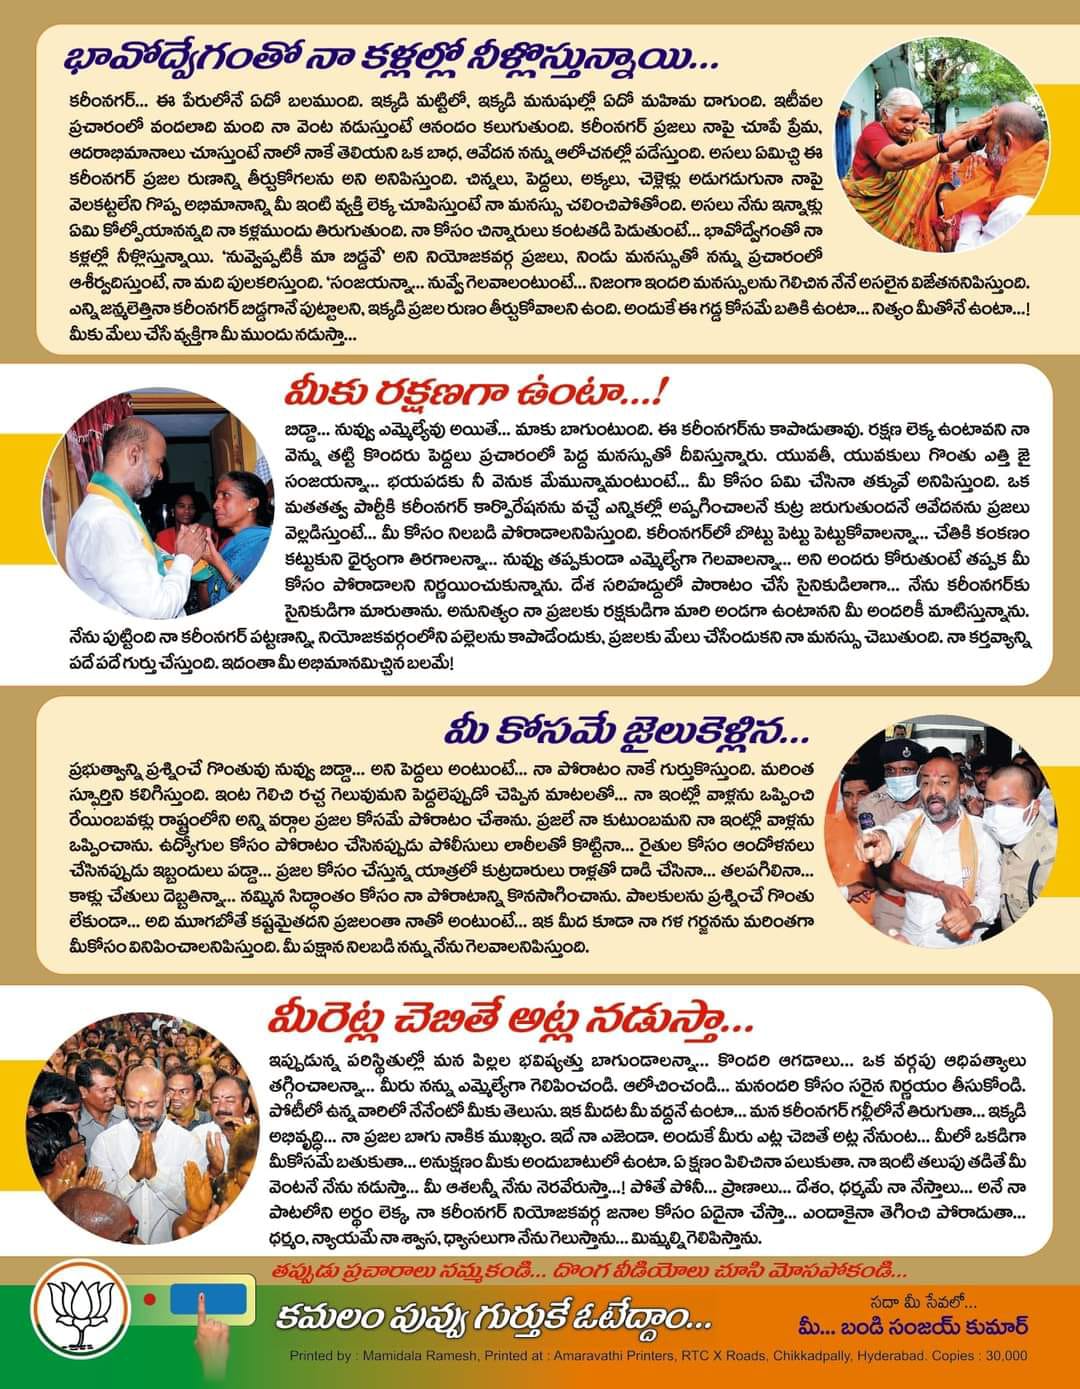 భావోద్వేగంతో నా కళ్లల్లో నీళ్లొస్తున్నాయి...
కరీంనగర్... ఈ పేరులోనే ఏదో బలముంది. ఇక్కడి మట్టిలో, ఇక్కడి మనుషుల్లో ఏదో మహిమ దాగుంది. ఇటీవల
ప్రచారంలో వందలాది మంది నా వెంట నడుస్తుంటే ఆనందం కలుగుతుంది. కరీంనగర్ ప్రజలు నాపై చూపే ప్రేమ,
ఆదరాభిమానాలు చూస్తుంటే నాలో నాకే తెలియని ఒక బాధ, ఆవేదన నన్ను ఆలోచనల్లో పడేస్తుంది. అసలు ఏమిచ్చి ఈ
కరీంనగర్ ప్రజల రుణాన్ని తీర్చుకోగలను అని అనిపిస్తుంది. చిన్నలు, పెద్దలు, అక్కలు, చెళ్లెళ్లు అడుగడుగునా నాపై
వెలకట్టలేని గొప్ప అభిమానాన్ని మీ ఇంటి వ్యక్తి లెక్క చూపిస్తుంటే నా మనస్సు చలించిపోతోంది. అసలు నేను ఇన్నాళ్లు
ఏమి కోల్పోయానన్నది నా కళ్లముందు తిరుగుతుంది. నా కోసం చిన్నారులు కంటతడి పెడుతుంటే... భావోద్వేగంతో నా
కళ్లల్లో నీళ్లొస్తున్నాయి. ‘నువ్వెప్పటికీ మా బిడ్డవే’ అని నియోజకవర్గ ప్రజలు, నిండు మనస్సుతో నన్ను ప్రచారంలో
ఆశీర్వదిస్తుంటే, నా మది పులకరిస్తుంది. ‘సంజయన్నా... నువ్వే గెలవాలంటుంటే... నిజంగా ఇందరి మనస్సులను గెలిచిన నేనే అసలైన విజేతననిపిస్తుంది.
ఎన్ని జన్మలెత్తినా కరీంనగర్ బిడ్డగానే పుట్టాలని, ఇక్కడి ప్రజల రుణం తీర్చుకోవాలని ఉంది. అందుకే ఈ గడ్డ కోసమే బతికి ఉంటా... నిత్యం మీతోనే ఉంటా...!
మీకు మేలు చేసే వ్యక్తిగా మీ ముందు నడుస్తా...
మీకు రక్షణగా ఉంటా...!
బిడ్డా... నువ్వు ఎమ్మెల్యేవు అయితే... మాకు బాగుంటుంది. ఈ కరీంనగర్‌ను కాపాడుతావు. రక్షణ లెక్క ఉంటావని నా
వెన్ను తట్టి కొందరు పెద్దలు ప్రచారంలో పెద్ద మనస్సుతో దీవిస్తున్నారు. యువతీ, యువకులు గొంతు ఎత్తి జై
సంజయన్నా... భయపడకు నీ వెనుక మేమున్నామంటుంటే... మీ కోసం ఏమి చేసినా తక్కువే అనిపిస్తుంది. ఒక
మతతత్వ పార్టీకి కరీంనగర్ కార్పొరేషనను వచ్చే ఎన్నికల్లో అప్పగించాలనే కుట్ర జరుగుతుందనే ఆవేదనను ప్రజలు
వెల్లడిస్తుంటే... మీ కోసం నిలబడి పోరాడాలనిపిస్తుంది. కరీంనగర్‌లో బొట్టు పెట్టు పెట్టుకోవాలన్నా... చేతికి కంకణం
కట్టుకుని ధైర్యంగా తిరగాలన్నా... నువ్వు తప్పకుండా ఎమ్మెల్యేగా గెలవాలన్నా... అని అందరు కోరుతుంటే తప్పక మీ
కోసం పోరాడాలని నిర్ణయించుకున్నాను. దేశ సరిహద్దుల్లో పొరాటం చేసే సైనికుడిలాగా... నేను కరీంనగర్‌కు
సైనికుడిగా మారుతాను. అనునిత్యం నా ప్రజలకు రక్షకుడిగా మారి అండగా ఉంటానని మీ అందరికీ మాటిస్తున్నాను.
నేను పుట్టింది నా కరీంనగర్ పట్టణాన్ని, నియోజకవర్గంలోని పల్లెలను కాపాడేందుకు, ప్రజలకు మేలు చేసేందుకని నా మనస్సు చెబుతుంది. నా కర్తవ్యాన్ని
పదే పదే గుర్తు చేస్తుంది. ఇదంతా మీ అభిమానమిచ్చిన బలమే!
మీ కోసమే జైలుకెళ్లిన...
ప్రభుత్వాన్ని ప్రశ్నించే గొంతువు నువ్వు బిడ్డా... అని పెద్దలు అంటుంటే... నా పోరాటం నాకే గుర్తుకొస్తుంది. మరింత
స్ఫూర్తిని కలిగిస్తుంది. ఇంట గెలిచి రచ్చ గెలువుమని పెద్దలెప్పుడో చెప్పిన మాటలతో... నా ఇంట్లో వాళ్లను ఒప్పించి
రేయింబవళ్లు రాష్ట్రంలోని అన్ని వర్గాల ప్రజల కోసమే పోరాటం చేశాను. ప్రజలే నా కుటుంబమని నా ఇంట్లో వాళ్లను
ఒప్పించాను. ఉద్యోగుల కోసం పోరాటం చేసినప్పుడు పోలీసులు లాఠీలతో కొట్టినా... రైతుల కోసం ఆందోళనలు
చేసినప్పుడు ఇబ్బందులు పడ్డా... ప్రజల కోసం చేస్తున్న యాత్రలో కుట్రదారులు రాళ్లతో దాడి చేసినా... తలపగిలినా...
కాళ్లు చేతులు దెబ్బతిన్నా... నమ్మిన సిద్ధాంతం కోసం నా పోరాటాన్ని కొనసాగించాను. పాలకులను ప్రశ్నించే గొంతు
లేకుండా... అది మూగబోతే కష్టమైతదని ప్రజలంతా నాతో అంటుంటే... ఇక మీద కూడా నా గళ గర్జనను మరింతగా
మీకోసం వినిపించాలనిపిస్తుంది. మీ పక్షాన నిలబడి నన్ను నేను గెలవాలనిపిస్తుంది.
మీరెట్ల చెబితే అట్ల నడుస్తా...
ఇప్పుడున్న పరిస్థితుల్లో మన పిల్లల భవిష్యత్తు బాగుండాలన్నా... కొందరి ఆగడాలు... ఒక వర్గపు ఆధిపత్యాలు
తగ్గించాలన్నా... మీరు నన్ను ఎమ్మెల్యేగా గెలిపించండి. ఆలోచించండి... మనందరి కోసం సరైన నిర్ణయం తీసుకోండి.
పోటీలో ఉన్నవారిలో నేనేంటో మీకు తెలుసు. ఇక మీదట మీ వద్దనే ఉంటా... మన కరీంనగర్ గల్లీలోనే తిరుగుతా... ఇక్కడి
అభివృద్ధి... నా ప్రజల బాగు నాకిక ముఖ్యం. ఇదే నా ఎజెండా. అందుకే మీరు ఎట్ల చెబితే అట్ల నేనుంట... మీలో ఒకడిగా
మీకోసమే బతుకుతా... అనుక్షణం మీకు అందుబాటులో ఉంటా. ఏ క్షణం పిలిచినా పలుకుతా. నా ఇంటి తలుపు తడితే మీ
వెంటనే నేను నడుస్తా... మీ ఆశలన్నీ నేను నెరవేరుస్తా...! పోతే పోనీ... ప్రాణాలు... దేశం, ధర్మమే నా నేస్తాలు... అనే నా
పాటలోని అర్థం లెక్క, నా కరీంనగర్ నియోజకవర్గ జనాల కోసం ఏదైనా చేస్తా... ఎందాకైనా తెగించి పోరాడుతా...
ధర్మం, న్యాయమే నా శ్వాస, ధ్యాసలుగా నేను గెలుస్తాను... మిమ్మల్ని గెలిపిస్తాను.
తప్పుడు ప్రచారాలు నమ్మకండి... దొంగ వీడియోలు చూసి మోసపోకండి...
కమలం పువ్వు గుర్తుకే ఓటేద్దాం...
సదా మీ సేవలో...
మీ... బండి సంజయ్ కుమార్
Printed by : Mamidala Ramesh, Printed at : Amaravathi Printers, RTC X Roads, Chikkadpally, Hyderabad. Copies : 30,000